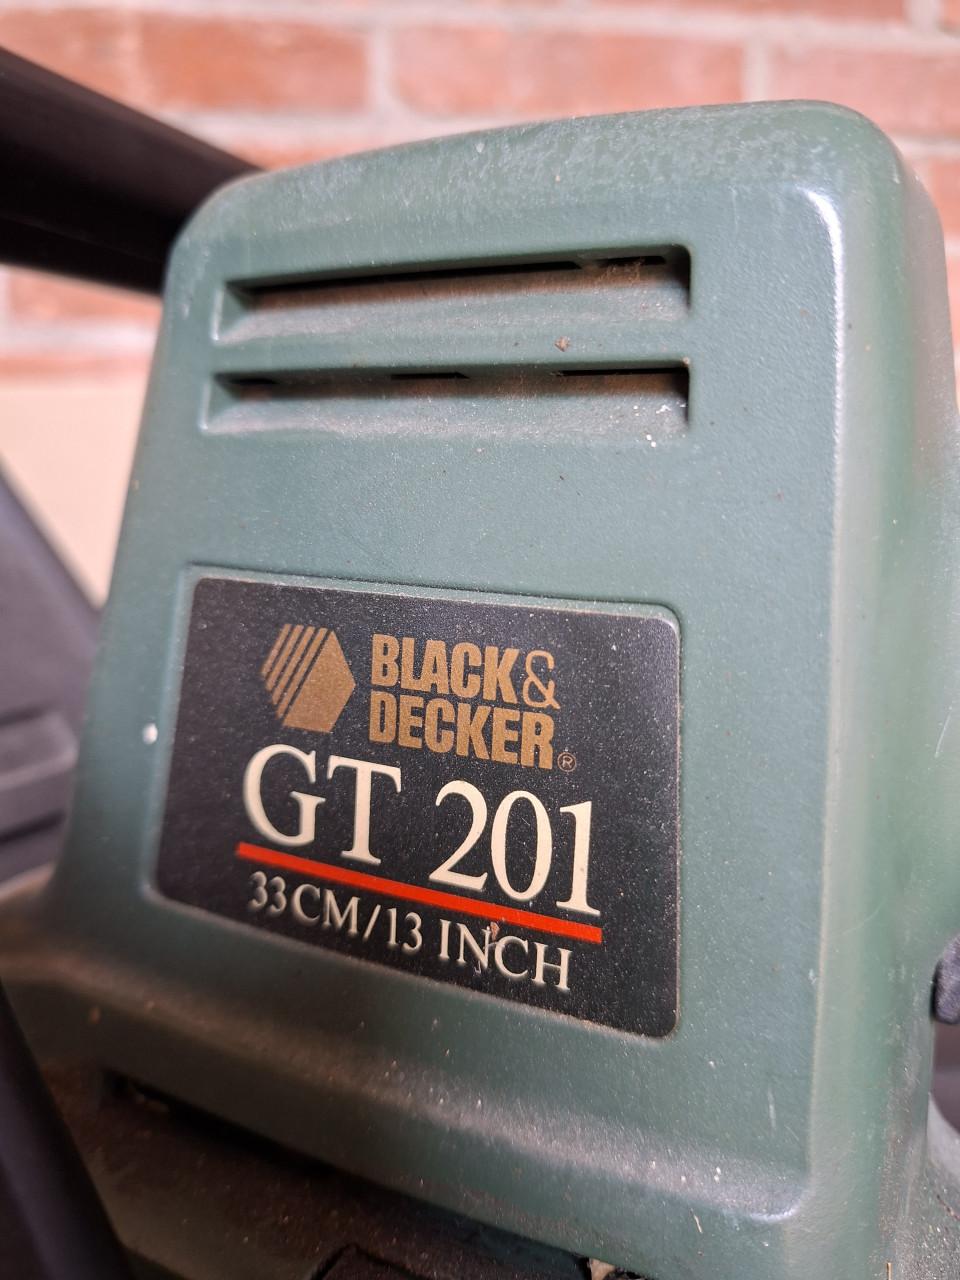 BLACK&
DECKER®
GT 201
33CM/13 INCH